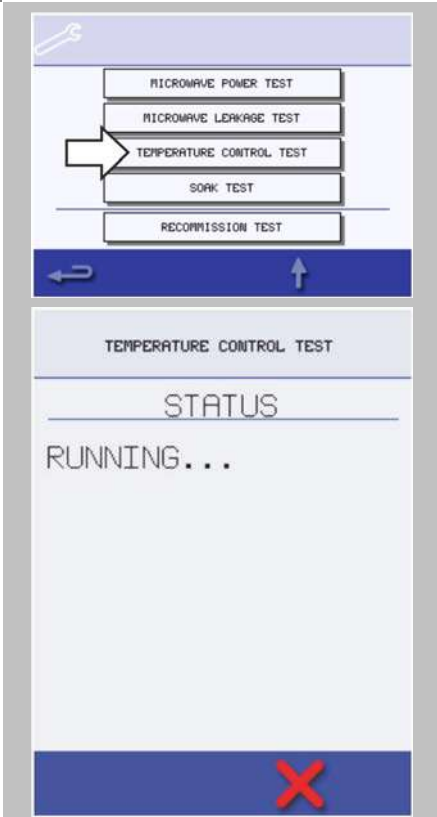 MICROWAVE POWER TEST
MICROWAVE LEAKAGE TEST
TEMPERATURE CONTROL TEST
SOAK TEST
RECOMMISSION TEST
TEMPERATURE CONTROL TEST
STATUS
RUNNING...